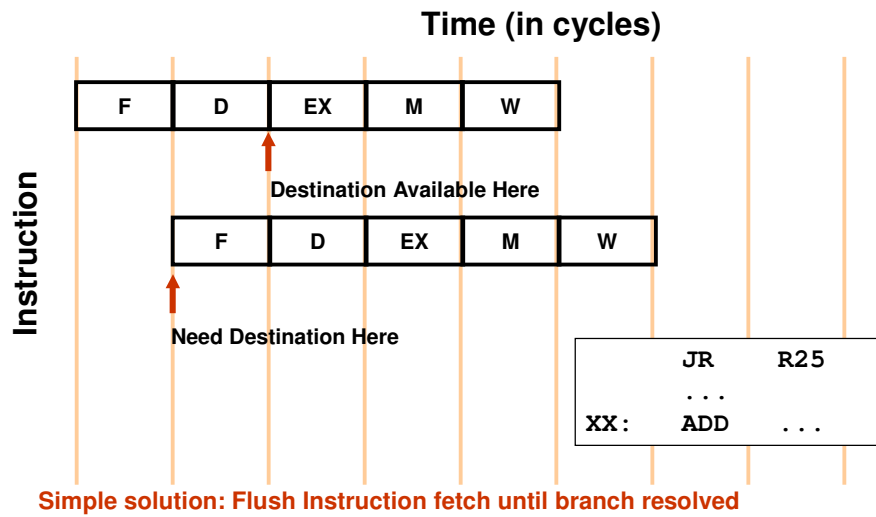 Time (in cycles)
F D EX M W
Destination Available Here
Instruction
F D EX M W
Need Destination Here
JR R25
...
XX: ADD ...
Simple solution: Flush Instruction fetch until branch resolved